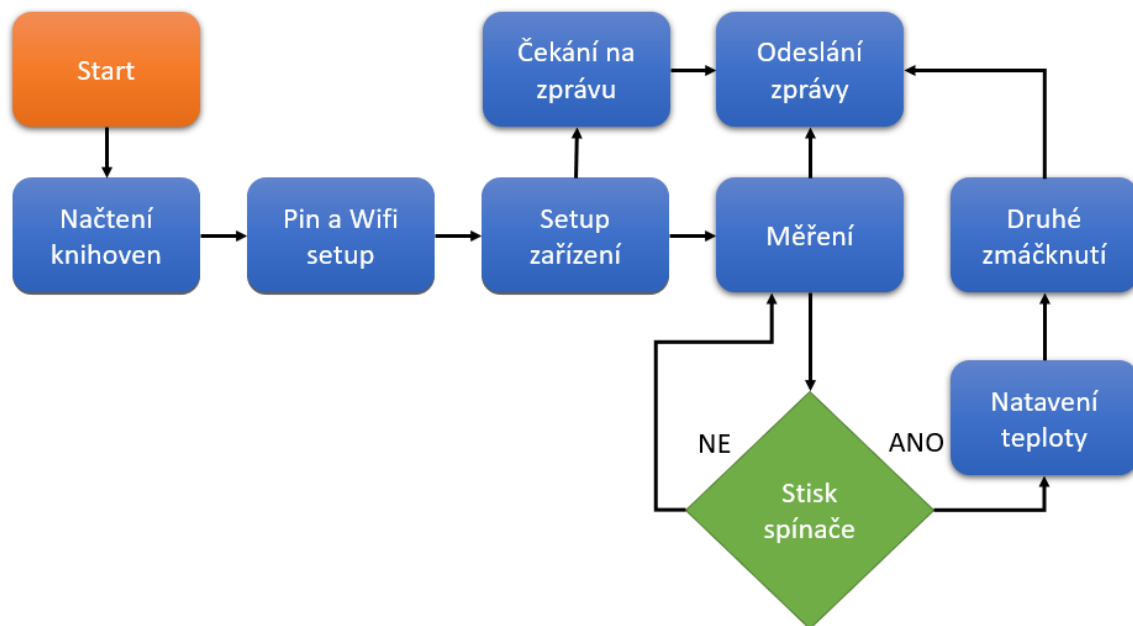 Start
Čekání na
zprávu
Odeslání
zprávy
Načtení
knihoven
Pin a Wifi
setup
Setup
zařízení
Měření
Druhé
zmáčknutí
NE
ANO
Natavení
teploty
Stisk
spínače